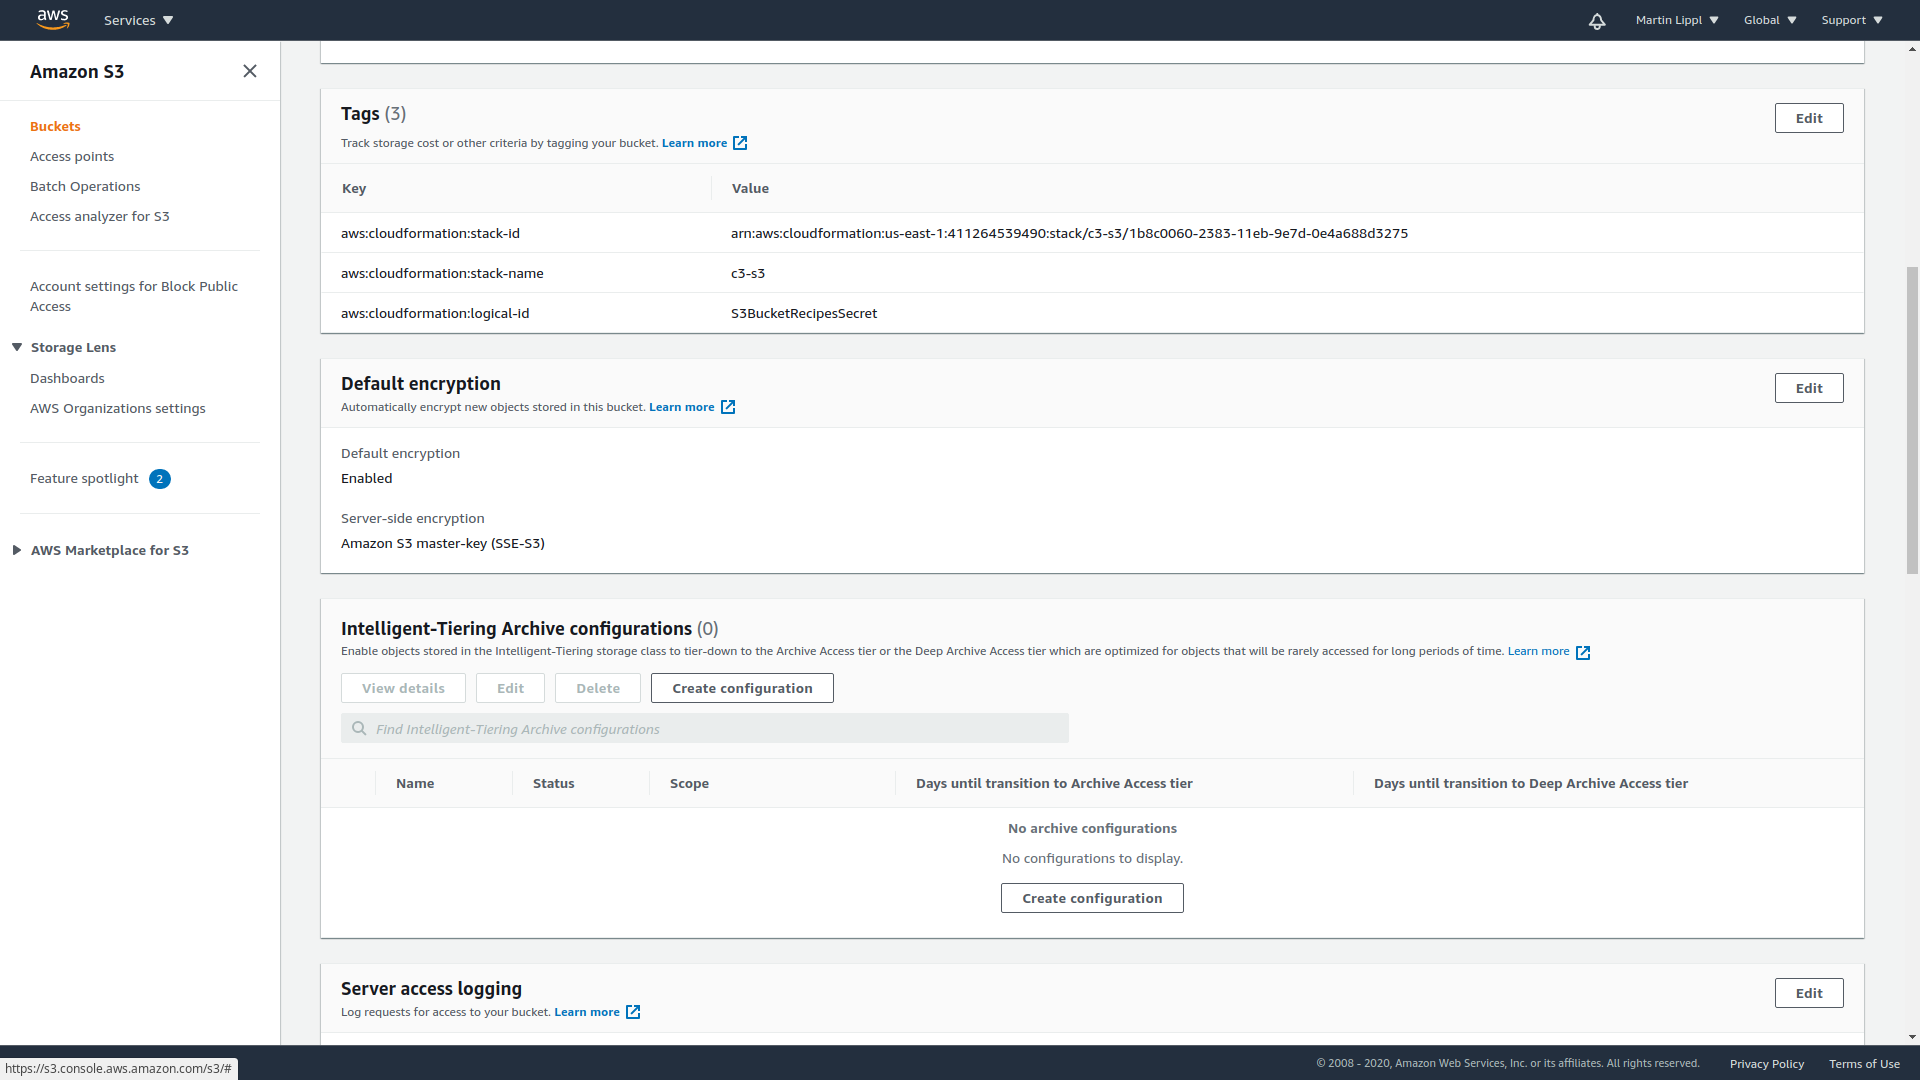 aws
Services
Martin Lippl
Global
Support
Amazon S3
Buckets
Access points
Batch Operations
Access analyzer for S3
Account settings for Block Public
Access
Storage Lens
Dashboards
AWS Organizations settings
Feature spotlight 2
AWS Marketplace for S3
Tags (3)
Edit
Track storage cost or other criteria by tagging your bucket. Learn more
Key Value
aws:cloudformation:stack-id arn:aws:cloudformation:us-east-1:411264539490:stack/c3-s3/1b8c0060-2383-11eb-9e7d-0e4a688d3275
aws:cloudformation:stack-name c3-s3
aws:cloudformation:logical-id S3BucketRecipesSecret
Default encryption
Edit
Automatically encrypt new objects stored in this bucket. Learn more
Default encryption
Enabled
Server-side encryption
Amazon S3 master-key (SSE-S3)
Intelligent-Tiering Archive configurations (0)
Enable objects stored in the Intelligent-Tiering storage class to tier-down to the Archive Access tier or the Deep Archive Access tier which are optimized for objects that will be rarely accessed for long periods of time. Learn more
View details Edit Delete Create configuration
Find Intelligent-Tiering Archive configurations
Name Status Scope Days until transition to Archive Access tier Days until transition to Deep Archive Access tier
No archive configurations
No configurations to display.
Create configuration
Server access logging
Edit
Log requests for access to your bucket. Learn more
https://s3.console.aws.amazon.com/s3/#
© 2008 - 2020, Amazon Web Services, Inc. or its affiliates. All rights reserved. Privacy Policy Terms of Use